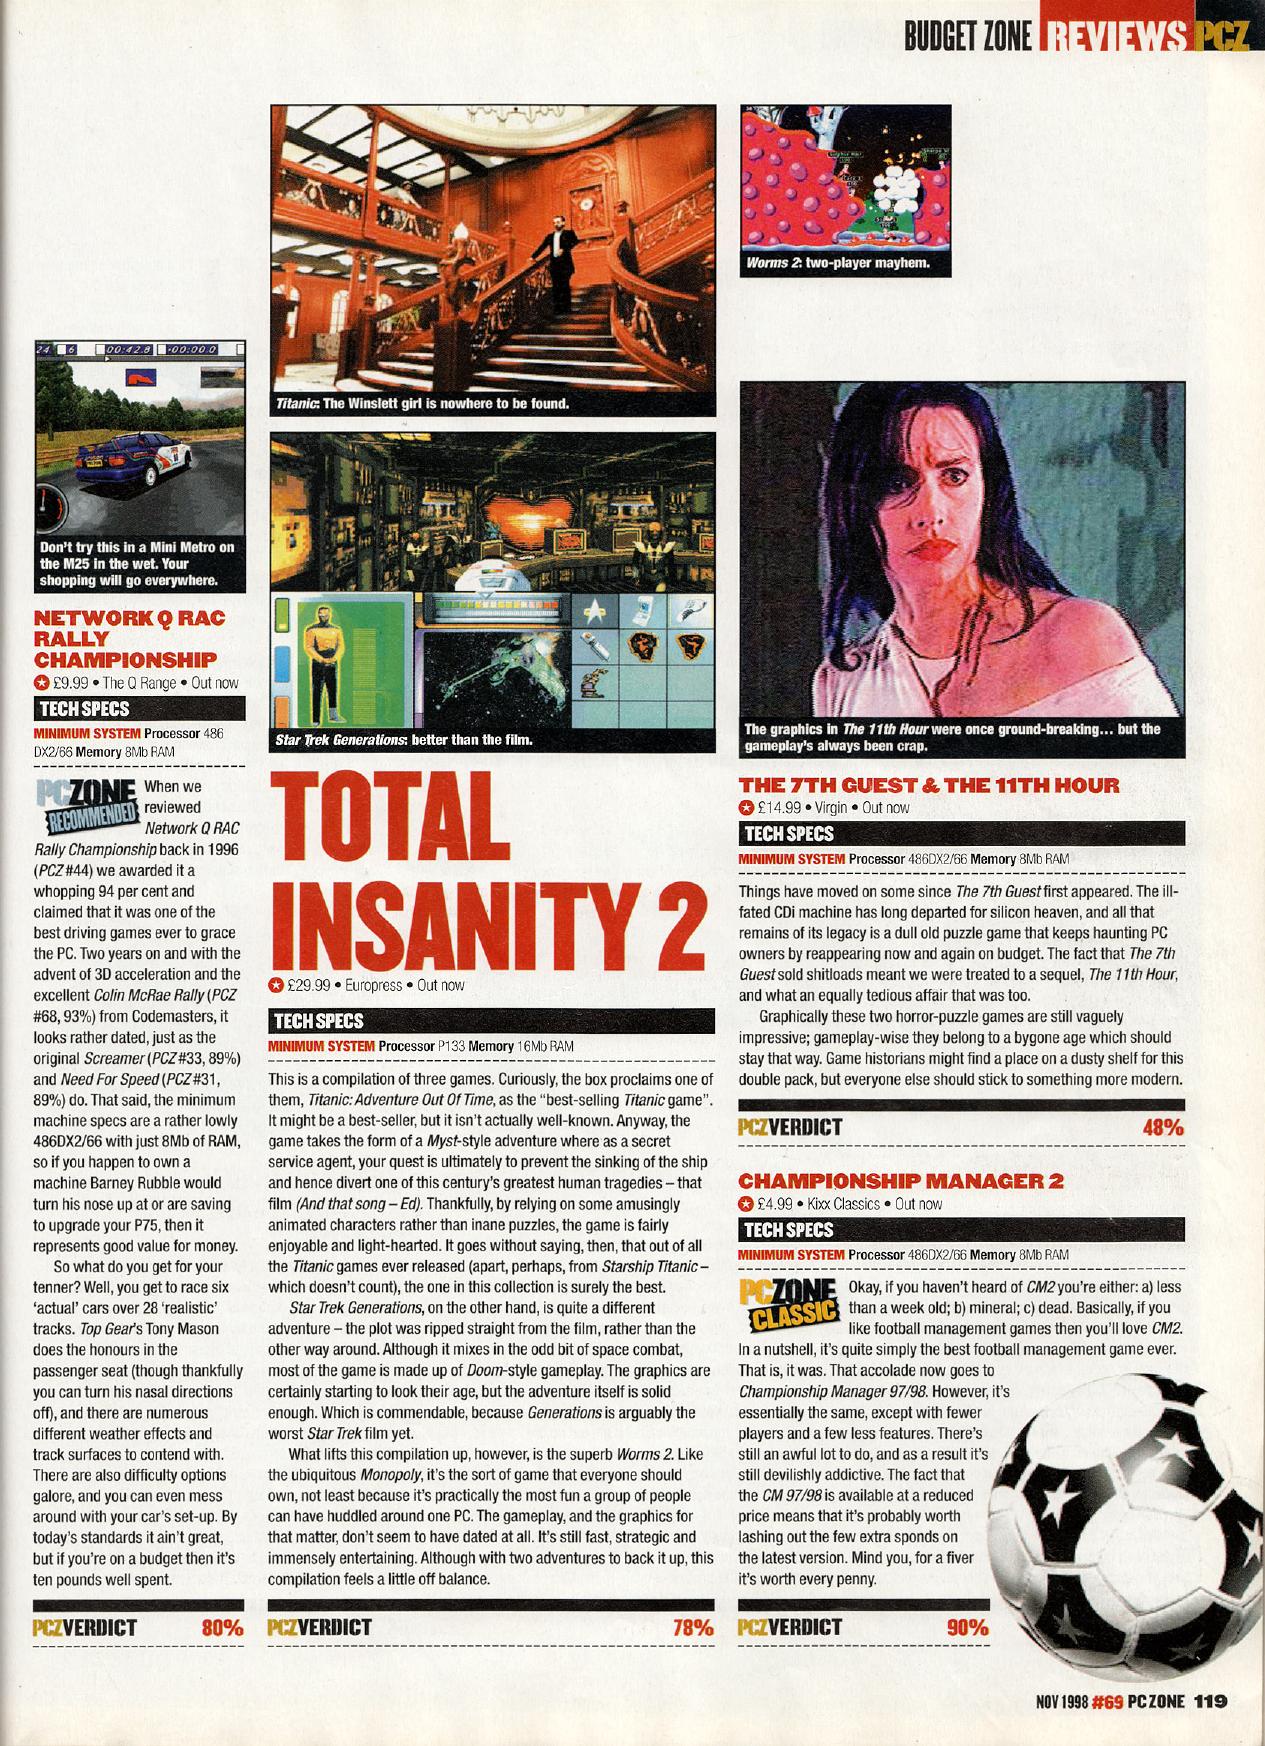 BUDGET ZONE REVIEWS PCZ
24 6 00:42.8 -00:00.0
Don't try this in a Mini Metro on
the M25 in the wet. Your
shopping will go everywhere.
NETWORK Q RAC
RALLY
CHAMPIONSHIP
£9.99 • The Q Range • Out now
TECH SPECS
MINIMUM SYSTEM Processor 486
DX2/66 Memory 8Mb RAM
PCZONE
RECOMMENDED
When we
reviewed
Network Q RAC
Rally Championship back in 1996
(PCZ #44) we awarded it a
whopping 94 per cent and
claimed that it was one of the
best driving games ever to grace
the PC. Two years on and with the
advent of 3D acceleration and the
excellent Colin McRae Rally (PCZ
#68, 93%) from Codemasters, it
looks rather dated, just as the
original Screamer (PCZ #33, 89%)
and Need For Speed (PCZ #31,
89%) do. That said, the minimum
machine specs are a rather lowly
486DX2/66 with just 8Mb of RAM,
so if you happen to own a
machine Barney Rubble would
turn his nose up at or are saving
to upgrade your P75, then it
represents good value for money.
So what do you get for your
tenner? Well, you get to race six
‘actual’ cars over 28 ‘realistic’
tracks. Top Gear's Tony Mason
does the honours in the
passenger seat (though thankfully
you can turn his nasal directions
off), and there are numerous
different weather effects and
track surfaces to contend with.
There are also difficulty options
galore, and you can even mess
around with your car's set-up. By
today's standards it ain't great,
but if you're on a budget then it's
ten pounds well spent.
PCZVERDICT 80%
Titanic: The Winslett girl is nowhere to be found.
Star Trek Generations: better than the film.
TOTAL
INSANITY 2
£29.99 • Europress • Out now
TECH SPECS
MINIMUM SYSTEM Processor P133 Memory 16Mb RAM
This is a compilation of three games. Curiously, the box proclaims one of
them, Titanic: Adventure Out Of Time, as the “best-selling Titanic game”.
It might be a best-seller, but it isn't actually well-known. Anyway, the
game takes the form of a Myst-style adventure where as a secret
service agent, your quest is ultimately to prevent the sinking of the ship
and hence divert one of this century's greatest human tragedies – that
film (And that song – Ed). Thankfully, by relying on some amusingly
animated characters rather than inane puzzles, the game is fairly
enjoyable and light-hearted. It goes without saying, then, that out of all
the Titanic games ever released (apart, perhaps, from Starship Titanic –
which doesn't count), the one in this collection is surely the best.
Star Trek Generations, on the other hand, is quite a different
adventure – the plot was ripped straight from the film, rather than the
other way around. Although it mixes in the odd bit of space combat,
most of the game is made up of Doom-style gameplay. The graphics are
certainly starting to look their age, but the adventure itself is solid
enough. Which is commendable, because Generations is arguably the
worst Star Trek film yet.
What lifts this compilation up, however, is the superb Worms 2. Like
the ubiquitous Monopoly, it's the sort of game that everyone should
own, not least because it's practically the most fun a group of people
can have huddled around one PC. The gameplay, and the graphics for
that matter, don't seem to have dated at all. It's still fast, strategic and
immensely entertaining. Although with two adventures to back it up, this
compilation feels a little off balance.
PCZVERDICT 78%
Worms 2: two-player mayhem.
The graphics in The 11th Hour were once ground-breaking... but the
gameplay's always been crap.
THE 7TH GUEST & THE 11TH HOUR
£14.99 • Virgin • Out now
TECH SPECS
MINIMUM SYSTEM Processor 486DX2/66 Memory 8Mb RAM
Things have moved on some since The 7th Guest first appeared. The ill-
fated CDi machine has long departed for silicon heaven, and all that
remains of its legacy is a dull old puzzle game that keeps haunting PC
owners by reappearing now and again on budget. The fact that The 7th
Guest sold shitloads meant we were treated to a sequel, The 11th Hour,
and what an equally tedious affair that was too.
Graphically these two horror-puzzle games are still vaguely
impressive; gameplay-wise they belong to a bygone age which should
stay that way. Game historians might find a place on a dusty shelf for this
double pack, but everyone else should stick to something more modern.
PCZVERDICT 48%
CHAMPIONSHIP MANAGER 2
£4.99 • Kixx Classics • Out now
TECH SPECS
MINIMUM SYSTEM Processor 486DX2/66 Memory 8Mb RAM
PCZONE
CLASSIC
Okay, if you haven't heard of CM2 you're either: a) less
than a week old; b) mineral; c) dead. Basically, if you
like football management games then you'll love CM2.
In a nutshell, it's quite simply the best football management game ever.
That is, it was. That accolade now goes to
Championship Manager 97/98. However, it's
essentially the same, except with fewer
players and a few less features. There's
still an awful lot to do, and as a result it's
still devilishly addictive. The fact that
the CM 97/98 is available at a reduced
price means that it's probably worth
lashing out the few extra sponds on
the latest version. Mind you, for a fiver
it's worth every penny.
PCZVERDICT 90%
NOV 1998 #69 PC ZONE 119